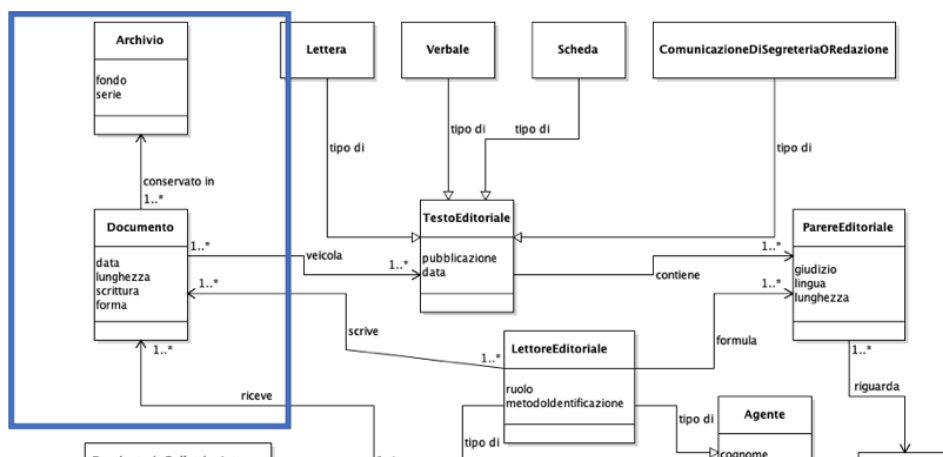 Archivio
fondo
serie
Lettera
Verbale
Scheda
ComunicazioneDiSegreteriaORedazione
tipo di
tipo di
tipo di
tipo di
conservato in
1..*
Documento
data
lunghezza
scrittura
forma
1..*
veicola
1..*
TestoEditoriale
pubblicazione
data
1..*
contiene
ParereEditoriale
giudizio
lingua
lunghezza
1..*
scrive
1..*
LettoreEditoriale
ruolo
metodoIdentificazione
1..*
formula
1..*
riceve
1..*
riguarda
tipo di
tipo di
Agente
cognome